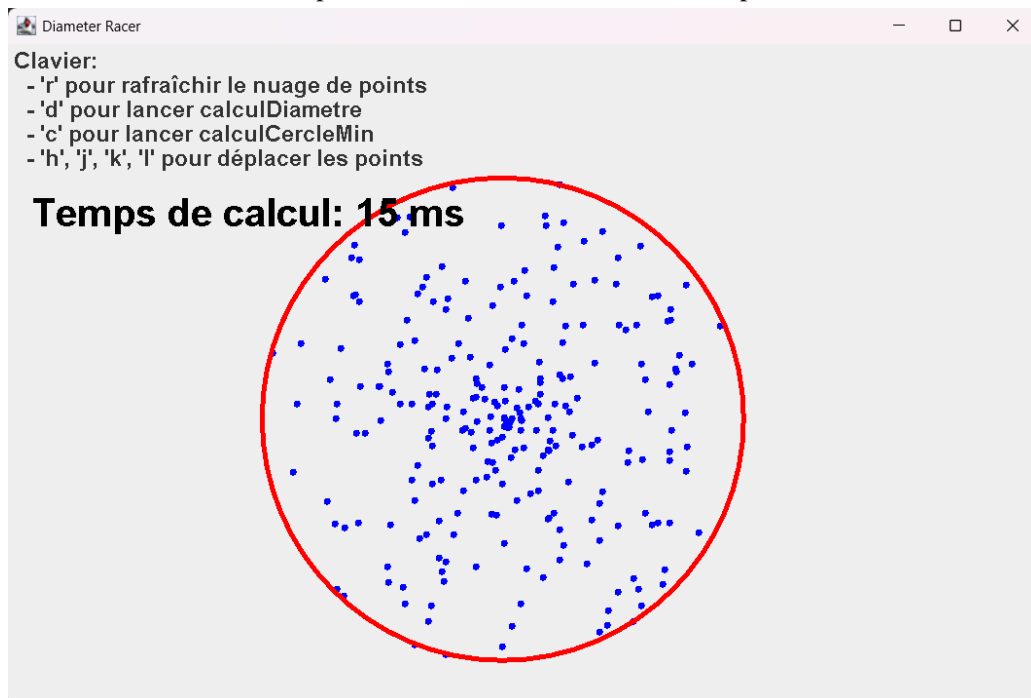 Diameter Racer
Clavier:
- 'r' pour rafraîchir le nuage de points
- 'd' pour lancer calculDiametre
- 'c' pour lancer calculCercleMin
- 'h', 'j', 'k', 'l' pour déplacer les points
Temps de calcul: 15 ms